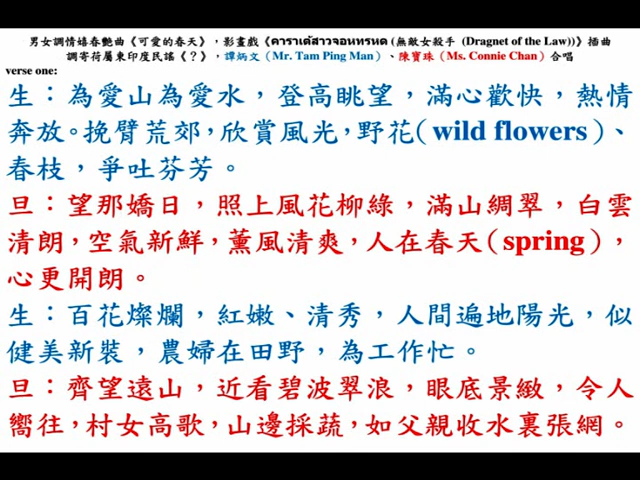 男女調情嬉春艷曲《可愛的春天》，影畫戲《คาราเต้สาวจอมทรหด (無敵女殺手 (Dragnet of the Law))》插曲
調寄荷屬東印度民謠《？》，譚炳文（Mr. Tam Ping Man）、陳寶珠（Ms. Connie Chan）合唱
verse one:
生：為愛山為愛水，登高眺望，滿心歡快，熱情
奔放。挽臂荒郊，欣賞風光，野花（wild flowers）、
春枝，爭吐芬芳。
旦：望那嬌日，照上風花柳綠，滿山綢翠，白雲
清朗，空氣新鮮，薰風清爽，人在春天（spring），
心更開朗。
生：百花燦爛，紅嫩、清秀，人間遍地陽光，似
健美新裝，農婦在田野，為工作忙。
旦：齊望遠山，近看碧波翠浪，眼底景緻，令人
嚮往，村女高歌，山邊採蔬，如父親收水裏張網。